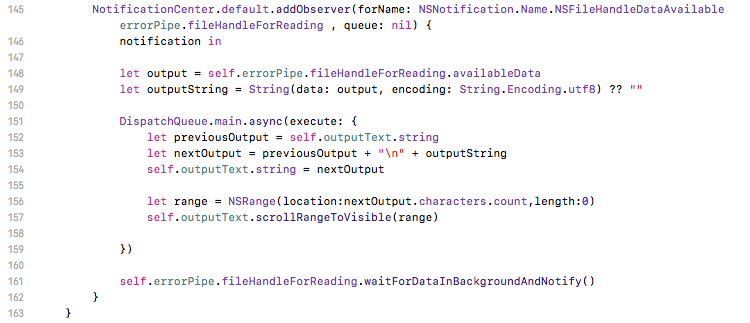 145 NotificationCenter.default.addObserver(forName: NSNotification.Name.NSFileHandleDataAvailable
errorPipe.fileHandleForReading , queue: nil) {
146 notification in
147
148 let output = self.errorPipe.fileHandleForReading.availableData
149 let outputString = String(data: output, encoding: String.Encoding.utf8) ?? ""
150
151 DispatchQueue.main.async(execute: {
152 let previousOutput = self.outputText.string
153 let nextOutput = previousOutput + "\n" + outputString
154 self.outputText.string = nextOutput
155
156 let range = NSRange(location:nextOutput.characters.count,length:0)
157 self.outputText.scrollRangeToVisible(range)
158
159 })
160
161 self.errorPipe.fileHandleForReading.waitForDataInBackgroundAndNotify()
162 }
163 }